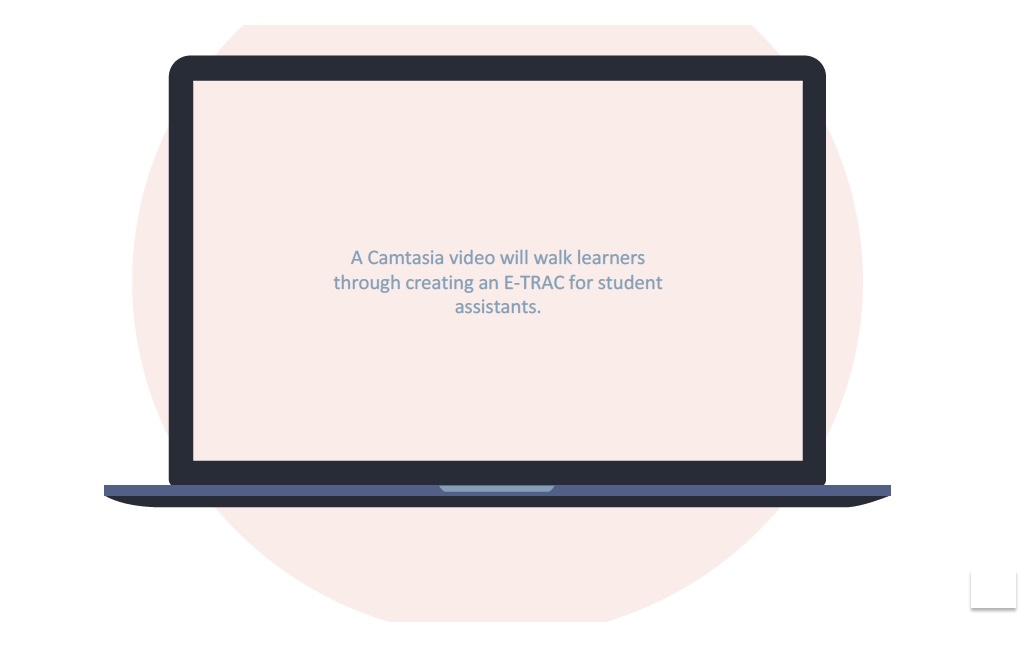 A Camtasia video will walk learners
through creating an E-TRAC for student
assistants.